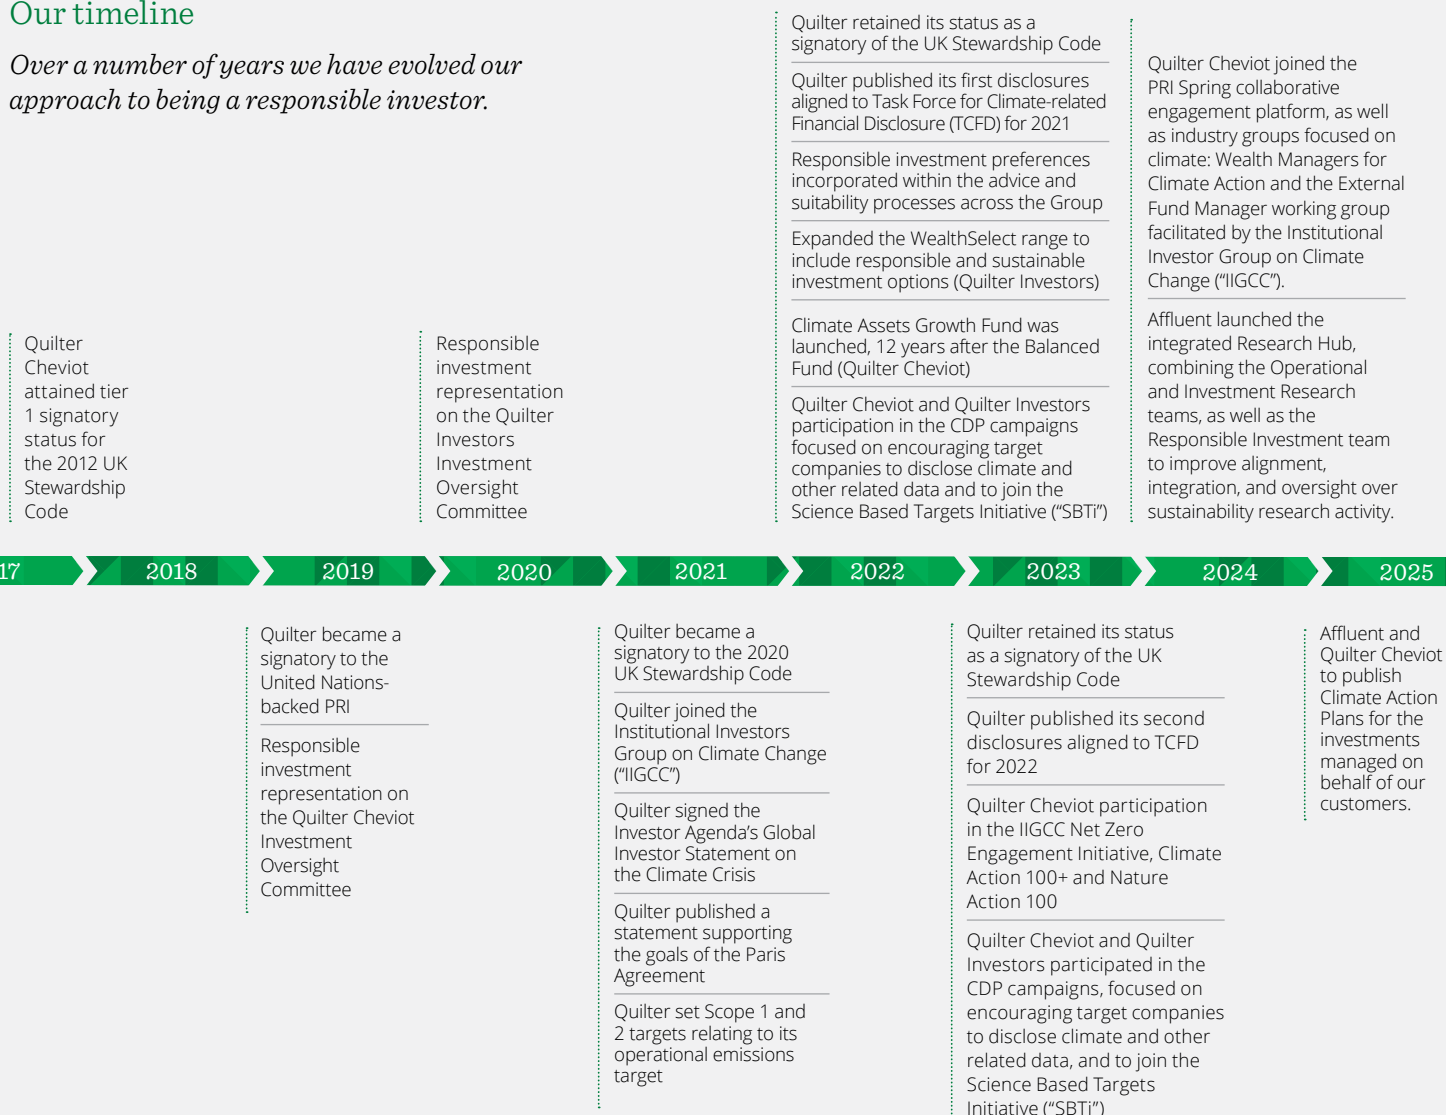 Our timeline
Over a number of years we have evolved our
approach to being a responsible investor.
Quilter
Cheviot
attained tier
1 signatory
status for
the 2012 UK
Stewardship
Code
Responsible
investment
representation
on the Quilter
Investors
Investment
Oversight
Committee
Quilter retained its status as a
signatory of the UK Stewardship Code
Quilter published its first disclosures
aligned to Task Force for Climate-related
Financial Disclosure (TCFD) for 2021
Responsible investment preferences
incorporated within the advice and
suitability processes across the Group
Expanded the WealthSelect range to
include responsible and sustainable
investment options (Quilter Investors)
Climate Assets Growth Fund was
launched, 12 years after the Balanced
Fund (Quilter Cheviot)
Quilter Cheviot and Quilter Investors
participation in the CDP campaigns
focused on encouraging target
companies to disclose climate and
other related data and to join the
Science Based Targets Initiative (“SBTi”)
Quilter Cheviot joined the
PRI Spring collaborative
engagement platform, as well
as industry groups focused on
climate: Wealth Managers for
Climate Action and the External
Fund Manager working group
facilitated by the Institutional
Investor Group on Climate
Change (“IIGCC”).
Affluent launched the
integrated Research Hub,
combining the Operational
and Investment Research
teams, as well as the
Responsible Investment team
to improve alignment,
integration, and oversight over
sustainability research activity.
17 2018 2019 2020 2021 2022 2023 2024 2025
Quilter became a
signatory to the
United Nations-
backed PRI
Responsible
investment
representation on
the Quilter Cheviot
Investment
Oversight
Committee
Quilter became a
signatory to the 2020
UK Stewardship Code
Quilter joined the
Institutional Investors
Group on Climate Change
(“IIGCC”)
Quilter signed the
Investor Agenda’s Global
Investor Statement on
the Climate Crisis
Quilter published a
statement supporting
the goals of the Paris
Agreement
Quilter set Scope 1 and
2 targets relating to its
operational emissions
target
Quilter retained its status
as a signatory of the UK
Stewardship Code
Quilter published its second
disclosures aligned to TCFD
for 2022
Quilter Cheviot participation
in the IIGCC Net Zero
Engagement Initiative, Climate
Action 100+ and Nature
Action 100
Quilter Cheviot and Quilter
Investors participated in the
CDP campaigns, focused on
encouraging target companies
to disclose climate and other
related data, and to join the
Science Based Targets
Initiative (“SBTi”)
Affluent and
Quilter Cheviot
to publish
Climate Action
Plans for the
investments
managed on
behalf of our
customers.